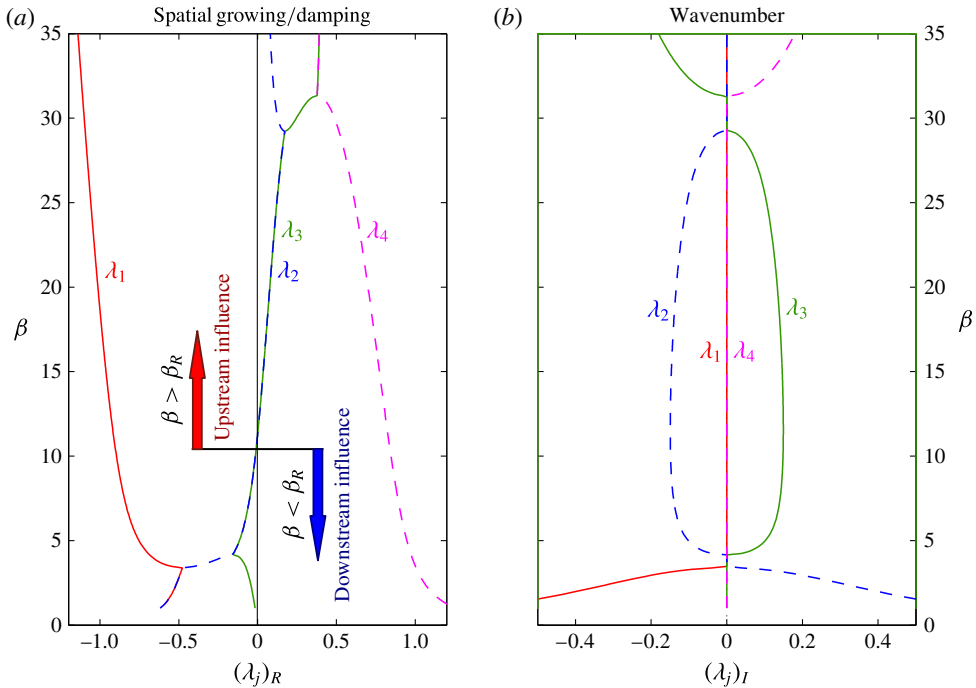 (a) Spatial growing/damping
35
30
25
20
15
10
5
0
β
−1.0 −0.5 0 0.5 1.0
(λj)R
λ1
λ3
λ2
λ4
β > βR
Upstream influence
β < βR
Downstream influence
(b) Wavenumber
35
30
25
20
15
10
5
0
β
−0.4 −0.2 0 0.2 0.4
(λj)I
λ2
λ3
λ1 λ4